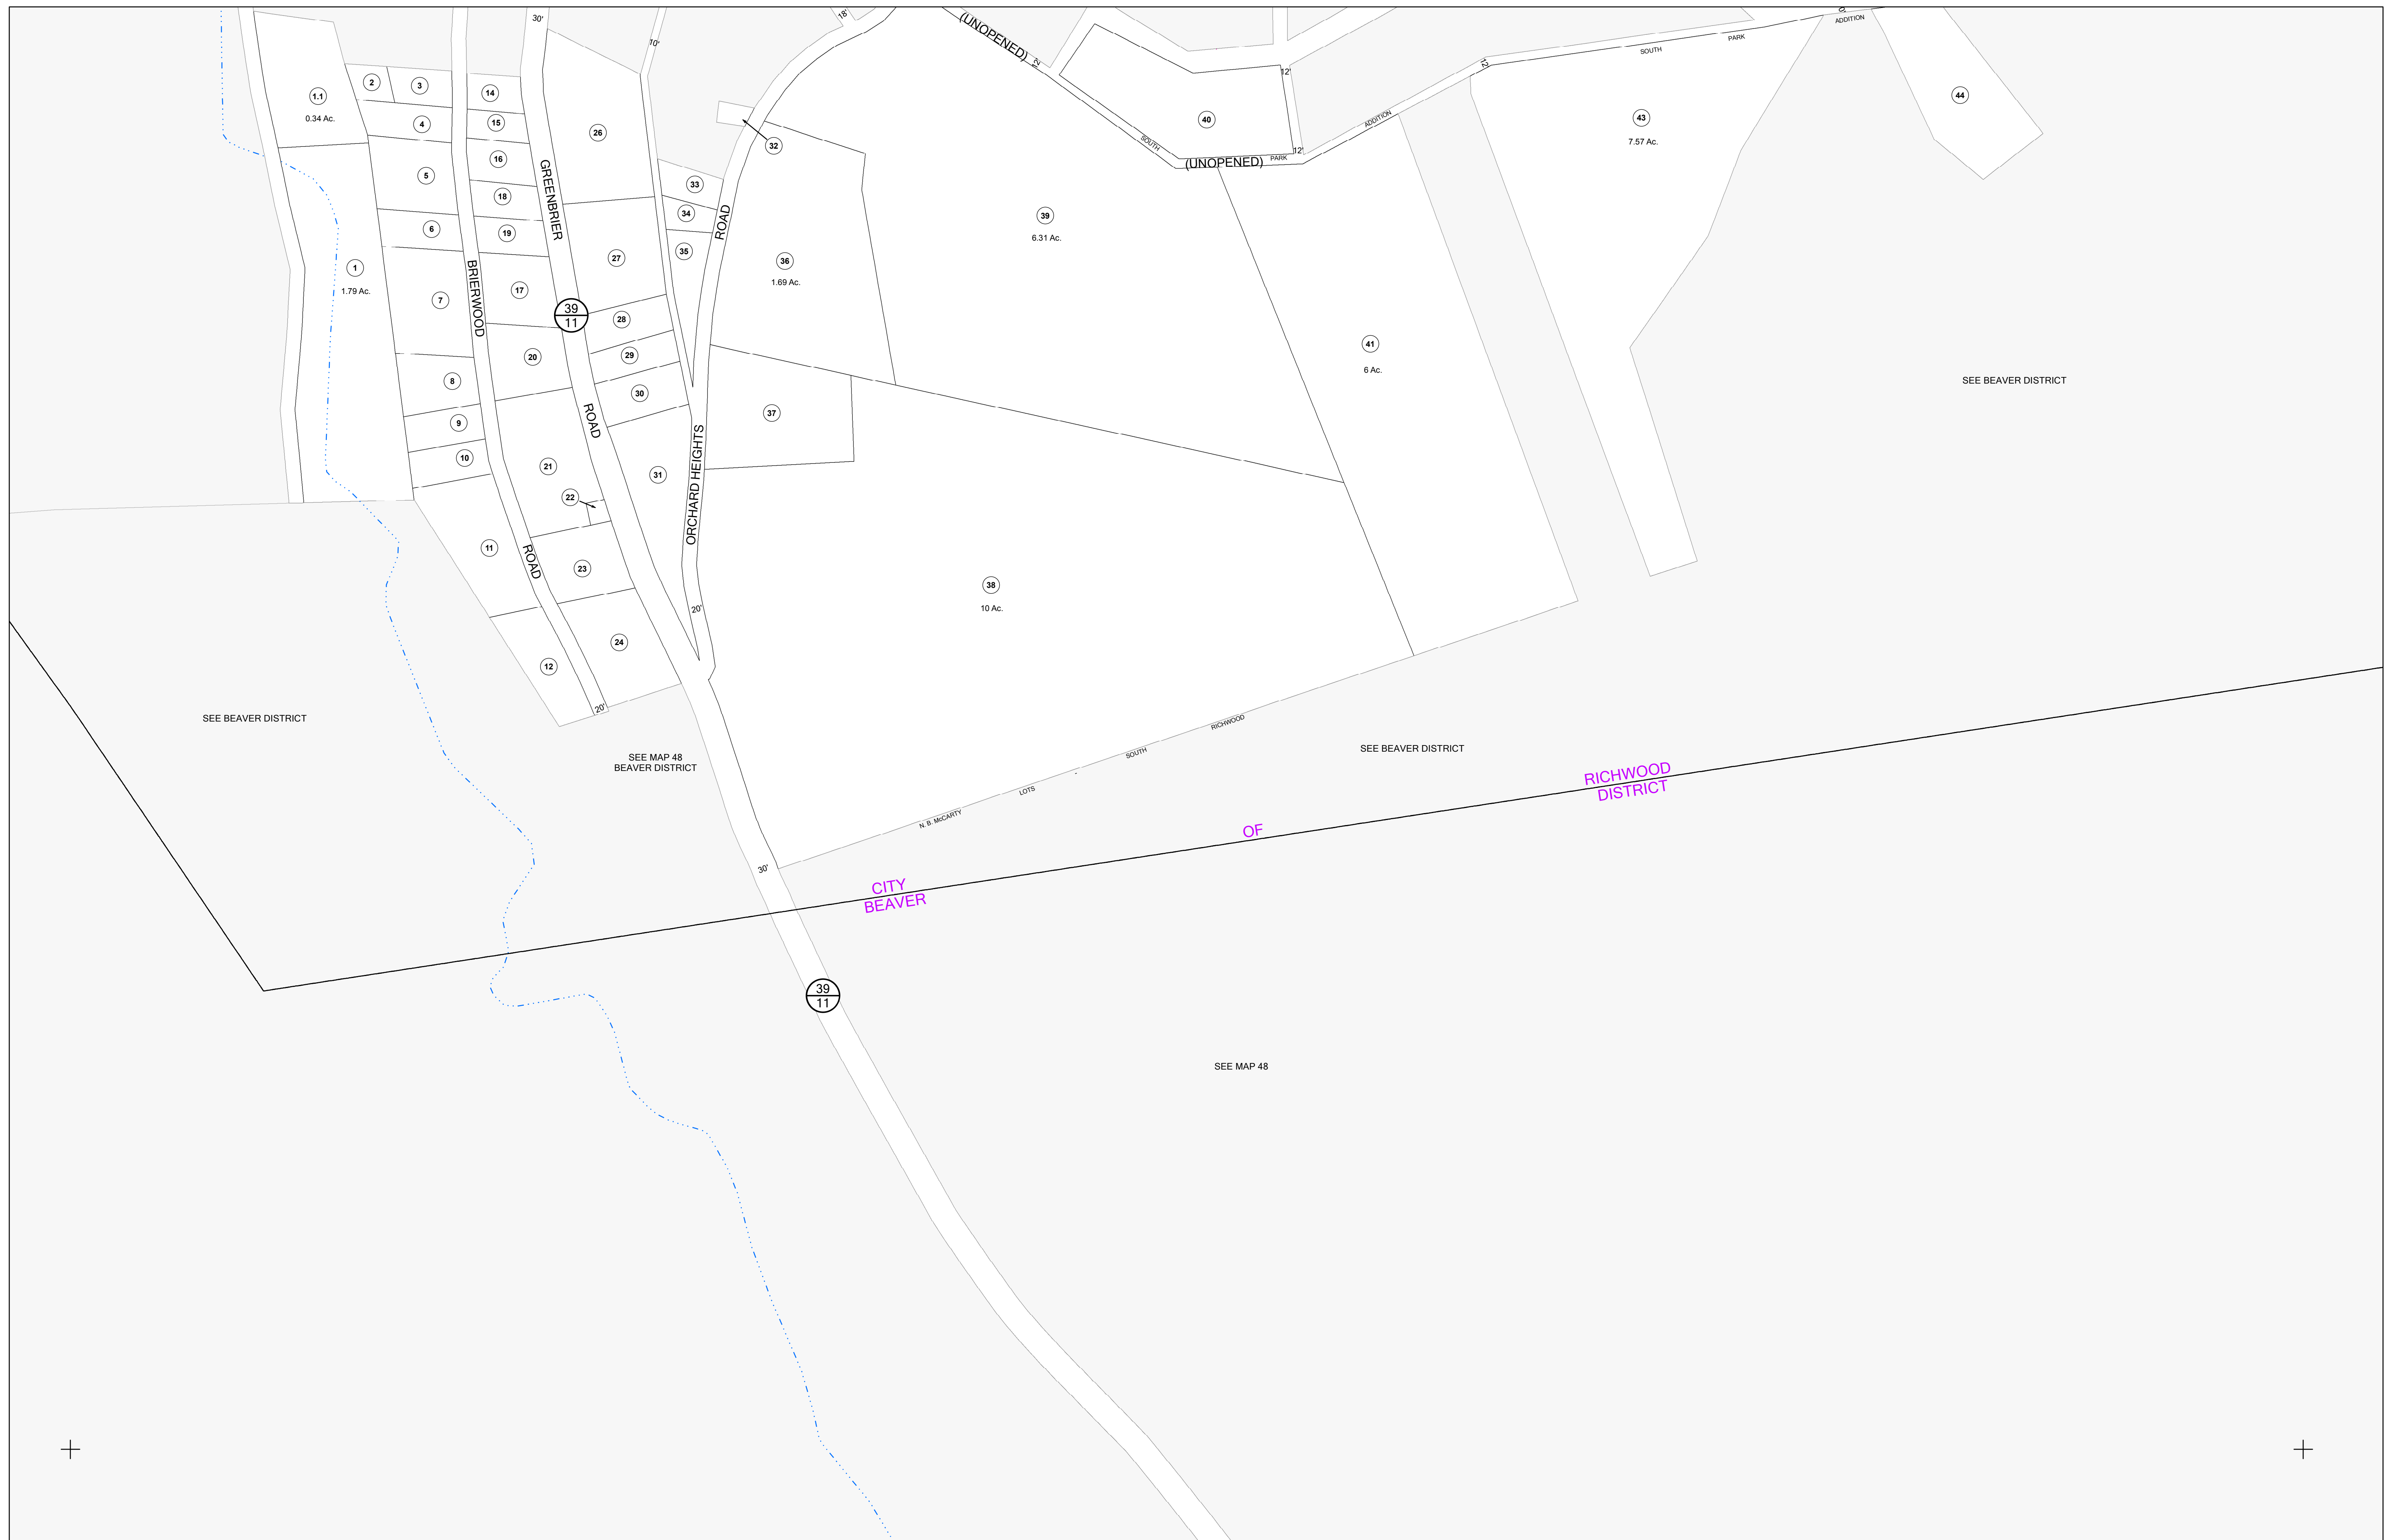 30'
18'
(UNOPENED)
ADDITION
10'
SOUTH
PARK
12'
12'
1.1
0.34 Ac.
2
3
14
4
15
26
32
40
43
7.57 Ac.
44
ADDITION
SOUTH
(UNOPENED)
PARK
12'
5
16
33
18
34
39
6.31 Ac.
GREENBRIER
ROAD
6
19
35
1
1.79 Ac.
27
36
1.69 Ac.
BRIERWOOD
7
17
39
11
28
20
29
41
6 Ac.
SEE BEAVER DISTRICT
8
30
37
ROAD
9
10
21
31
ORCHARD HEIGHTS
22
11
ROAD
23
38
10 Ac.
20'
12
24
20'
SEE BEAVER DISTRICT
SEE MAP 48
BEAVER DISTRICT
N. B. McCARTY
LOTS
SOUTH
RICHWOOD
SEE BEAVER DISTRICT
30'
CITY
OF
RICHWOOD
BEAVER
DISTRICT
39
11
SEE MAP 48